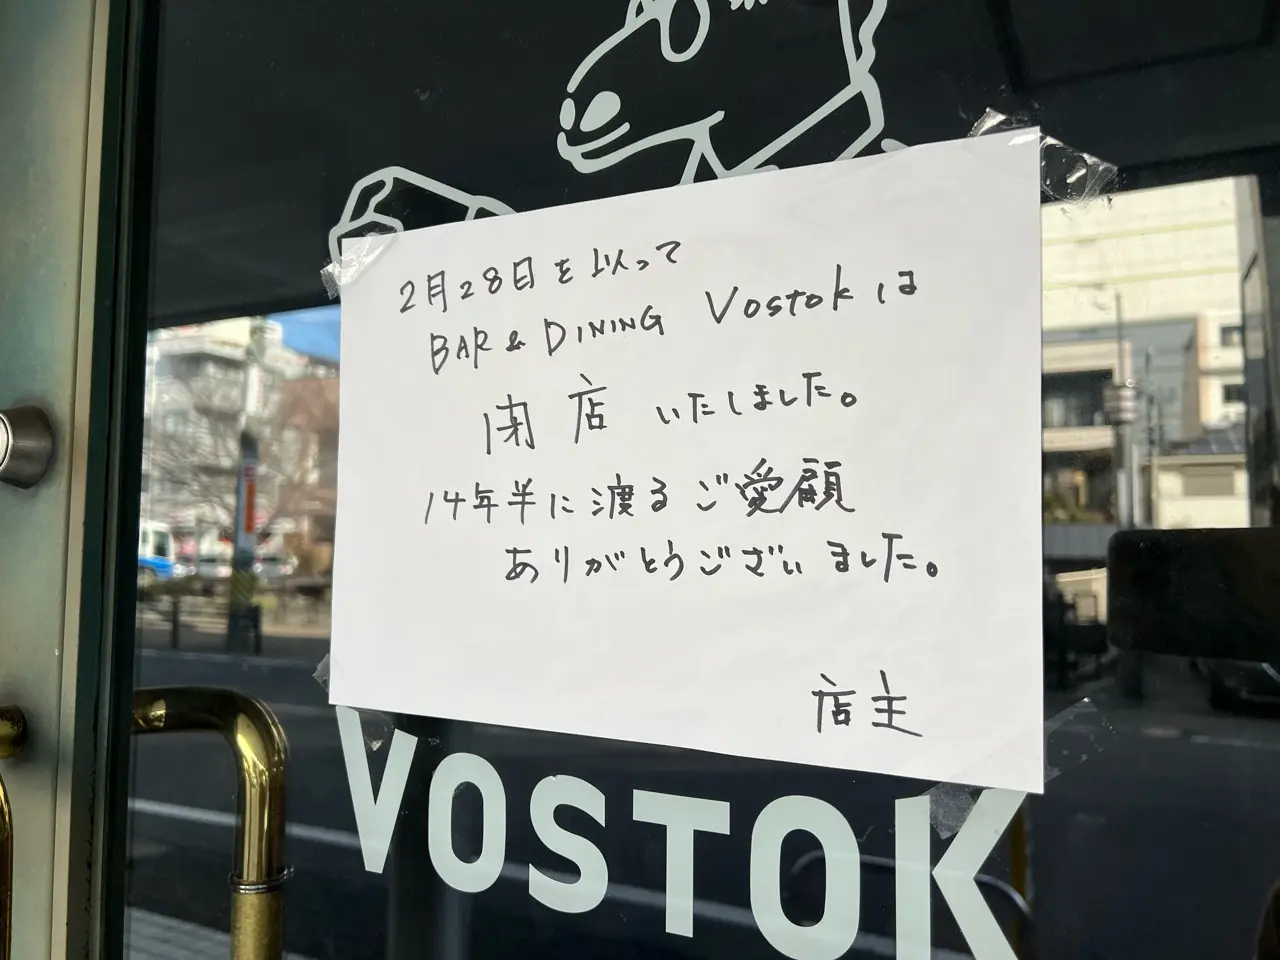 2月28日を以って
BAR & DINING Vostokは
閉店いたしました。
14年半に渡るご愛顧
ありがとうございました。
店主
VOSTOK